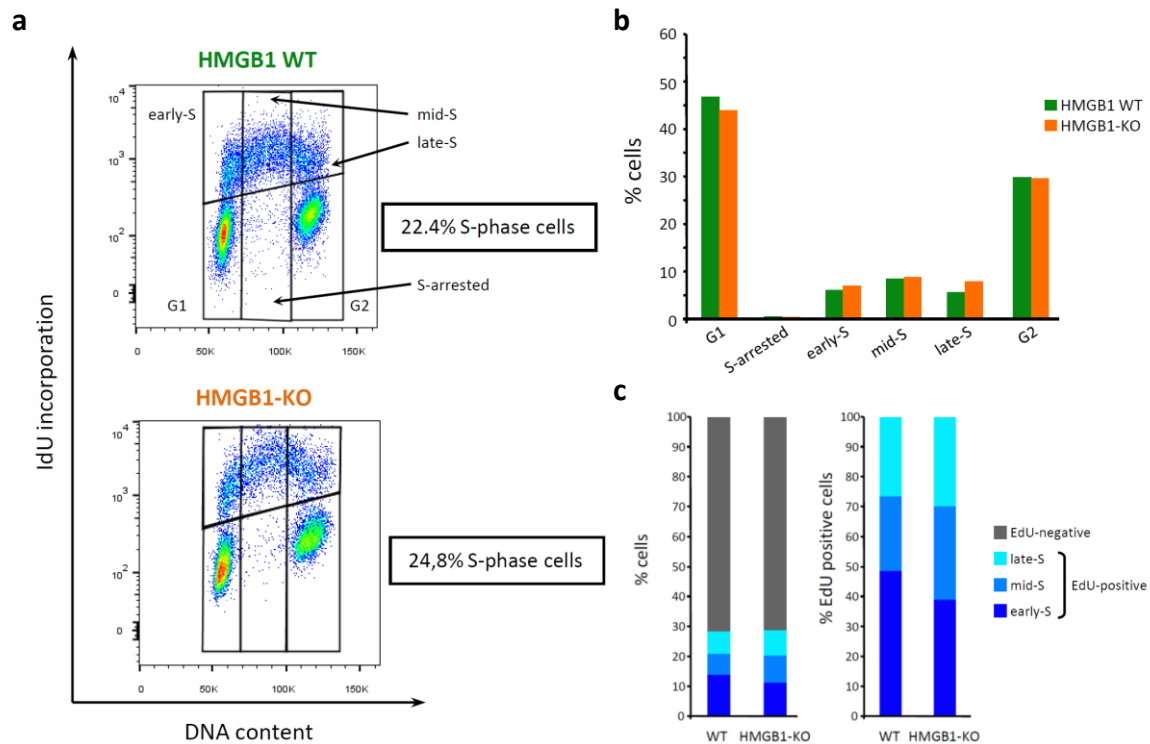 a
HMGB1 WT
IdU incorporation
10^4
10^3
10^2
0
early-S
mid-S
late-S
S-arrested
G1
G2
0 50K 100K 150K
22.4% S-phase cells
HMGB1-KO
10^4
10^3
10^2
0
0 50K 100K 150K
24,8% S-phase cells
DNA content
b
% cells
60
50
40
30
20
10
0
G1 S-arrested early-S mid-S late-S G2
HMGB1 WT
HMGB1-KO
c
% cells
100
90
80
70
60
50
40
30
20
10
0
WT HMGB1-KO
% EdU positive cells
100
90
80
70
60
50
40
30
20
10
0
WT HMGB1-KO
EdU-negative
late-S
mid-S
early-S
EdU-positive